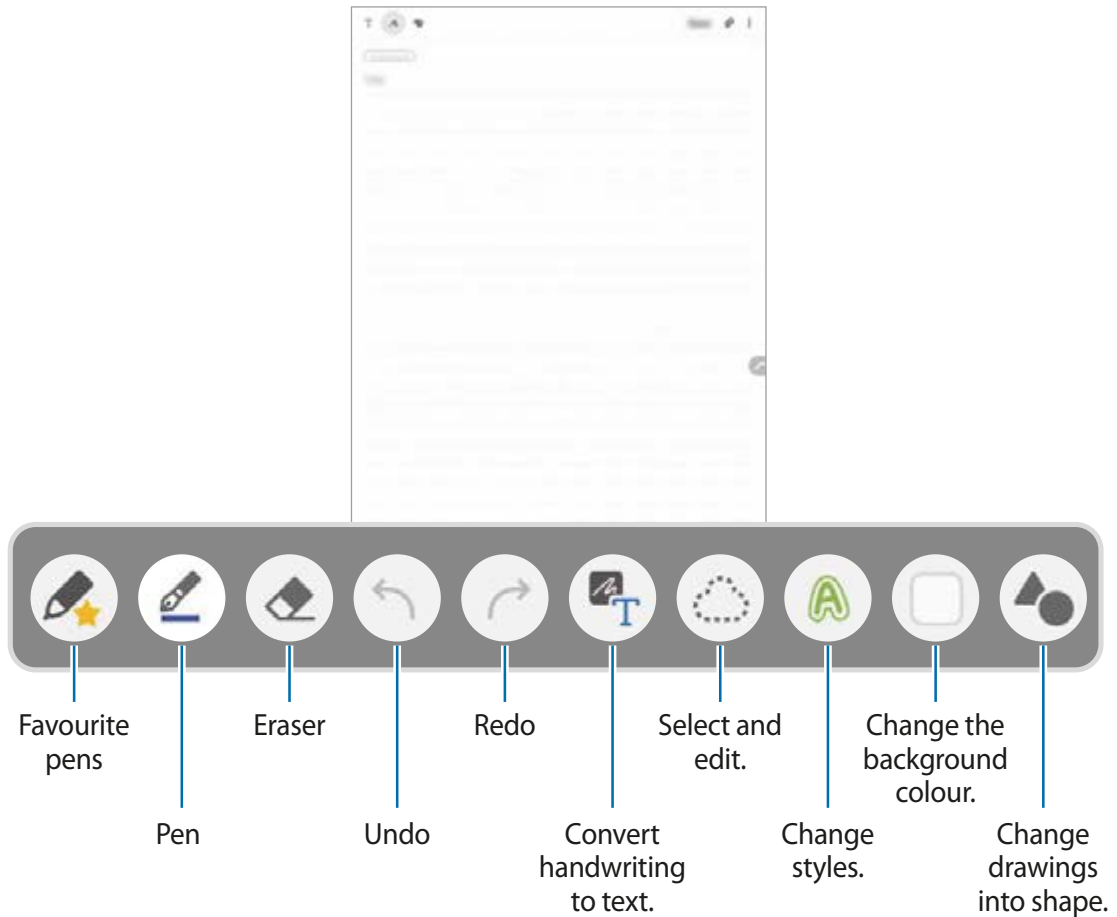 T
Favourite
pens
Eraser
Redo
Select and
edit.
Change the
background
colour.
Pen
Undo
Convert
handwriting
to text.
Change
styles.
Change
drawings
into shape.